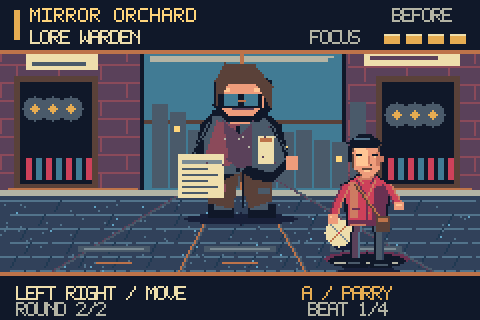 MIRROR ORCHARD
BEFORE
LORE WARDEN
FOCUS
LEFT RIGHT / MOVE
A / PARRY
ROUND 2/2
BEAT 1/4